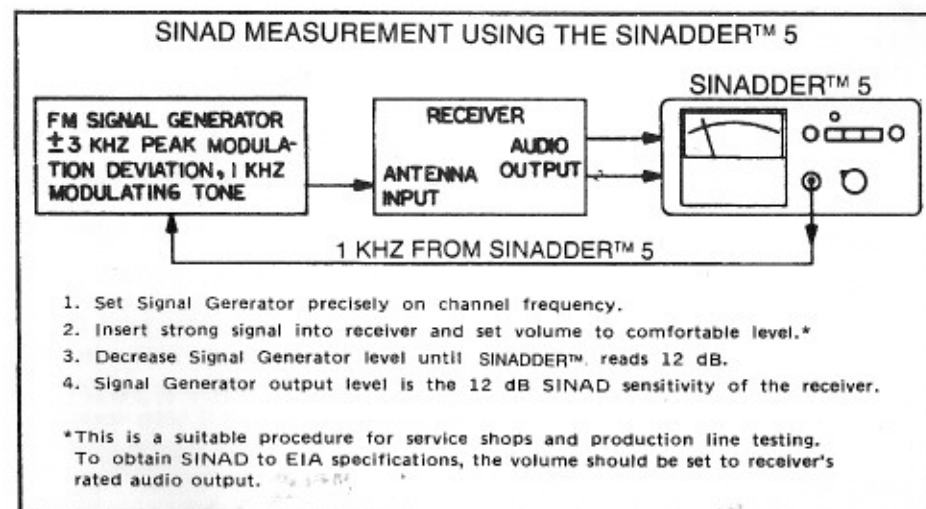 SINAD MEASUREMENT USING THE SINADDER™ 5
SINADDER™ 5
FM SIGNAL GENERATOR
±3 KHZ PEAK MODULA-
TION DEVIATION, 1 KHZ
MODULATING TONE
RECEIVER
ANTENNA
INPUT
AUDIO
OUTPUT
1 KHZ FROM SINADDER™ 5
1. Set Signal Gererator precisely on channel frequency.
2. Insert strong signal into receiver and set volume to comfortable level.*
3. Decrease Signal Generator level until SINADDER™ reads 12 dB.
4. Signal Generator output level is the 12 dB SINAD sensitivity of the receiver.
*This is a suitable procedure for service shops and production line testing.
To obtain SINAD to EIA specifications, the volume should be set to receiver's
rated audio output.